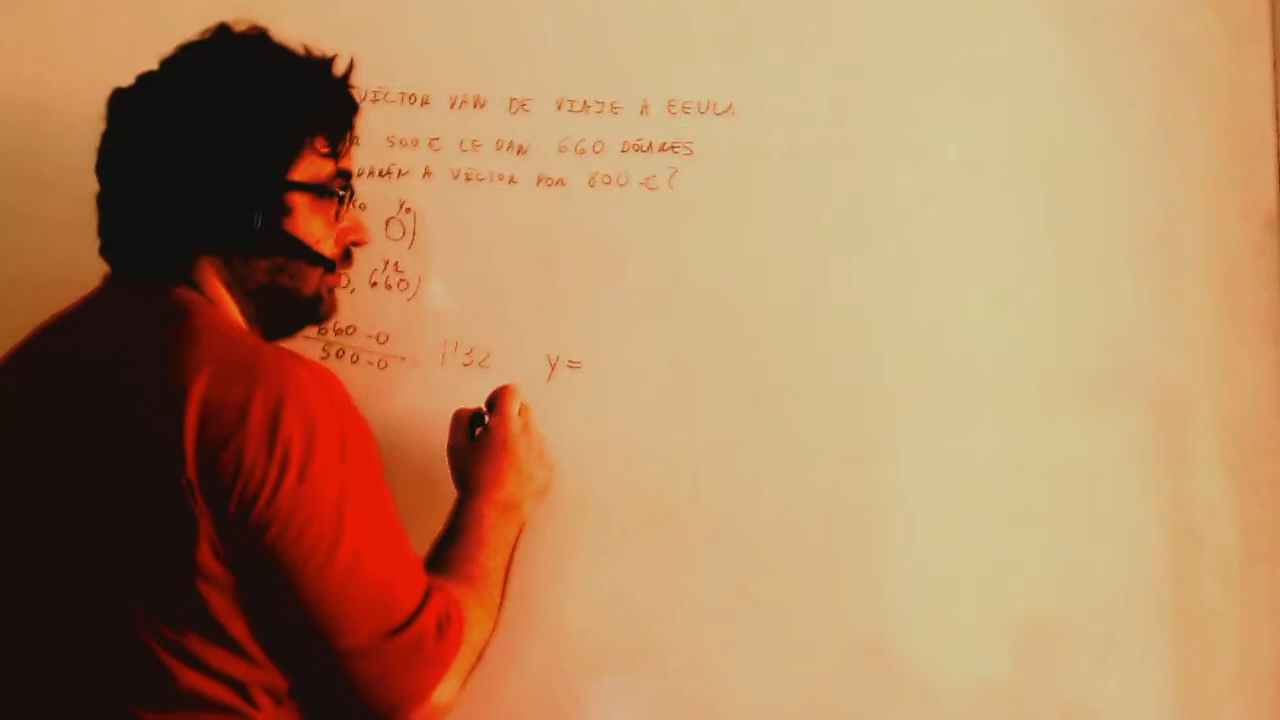 VÍCTOR VAN DE VIAJE A EEUU.
500 € LE DAN 660 DÓLARES
DARÁN A VÍCTOR POR 800 €?
y₀
0)
y₁
0, 660)
660 - 0
500 - 0
1'32
y =